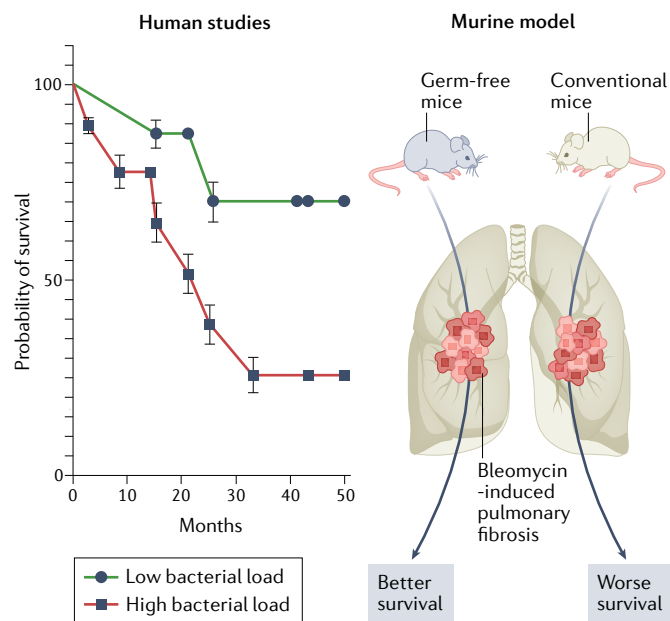 Human studies
Murine model
100
50
0
Probability of survival
0 10 20 30 40 50
Months
Low bacterial load
High bacterial load
Germ-free
mice
Conventional
mice
Bleomycin
-induced
pulmonary
fibrosis
Better
survival
Worse
survival